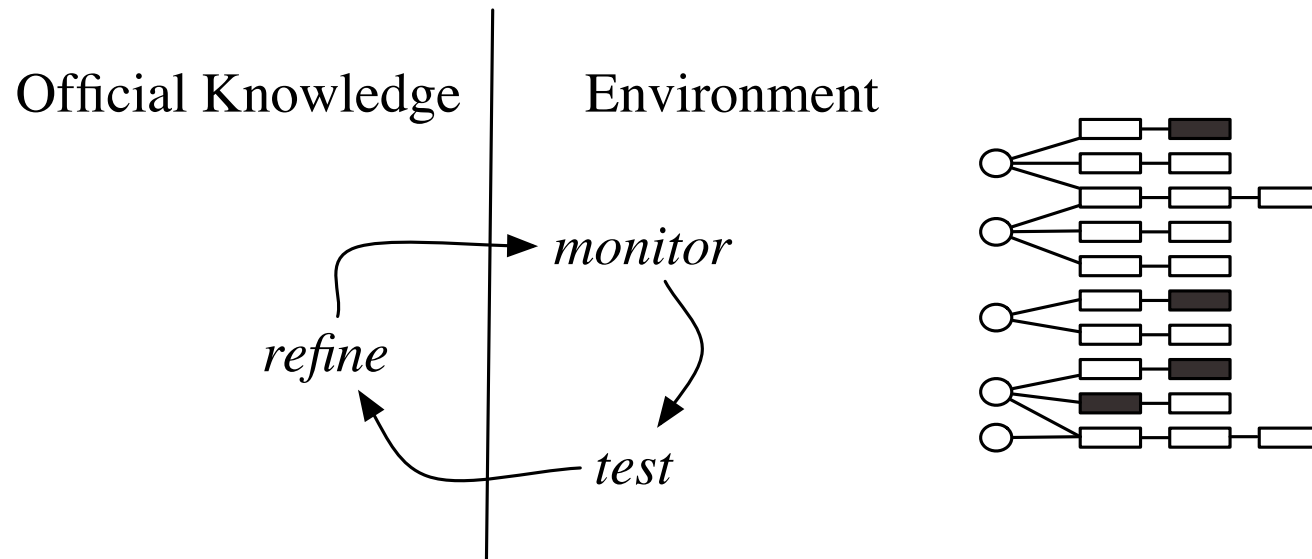 Official Knowledge
Environment
monitor
refine
test